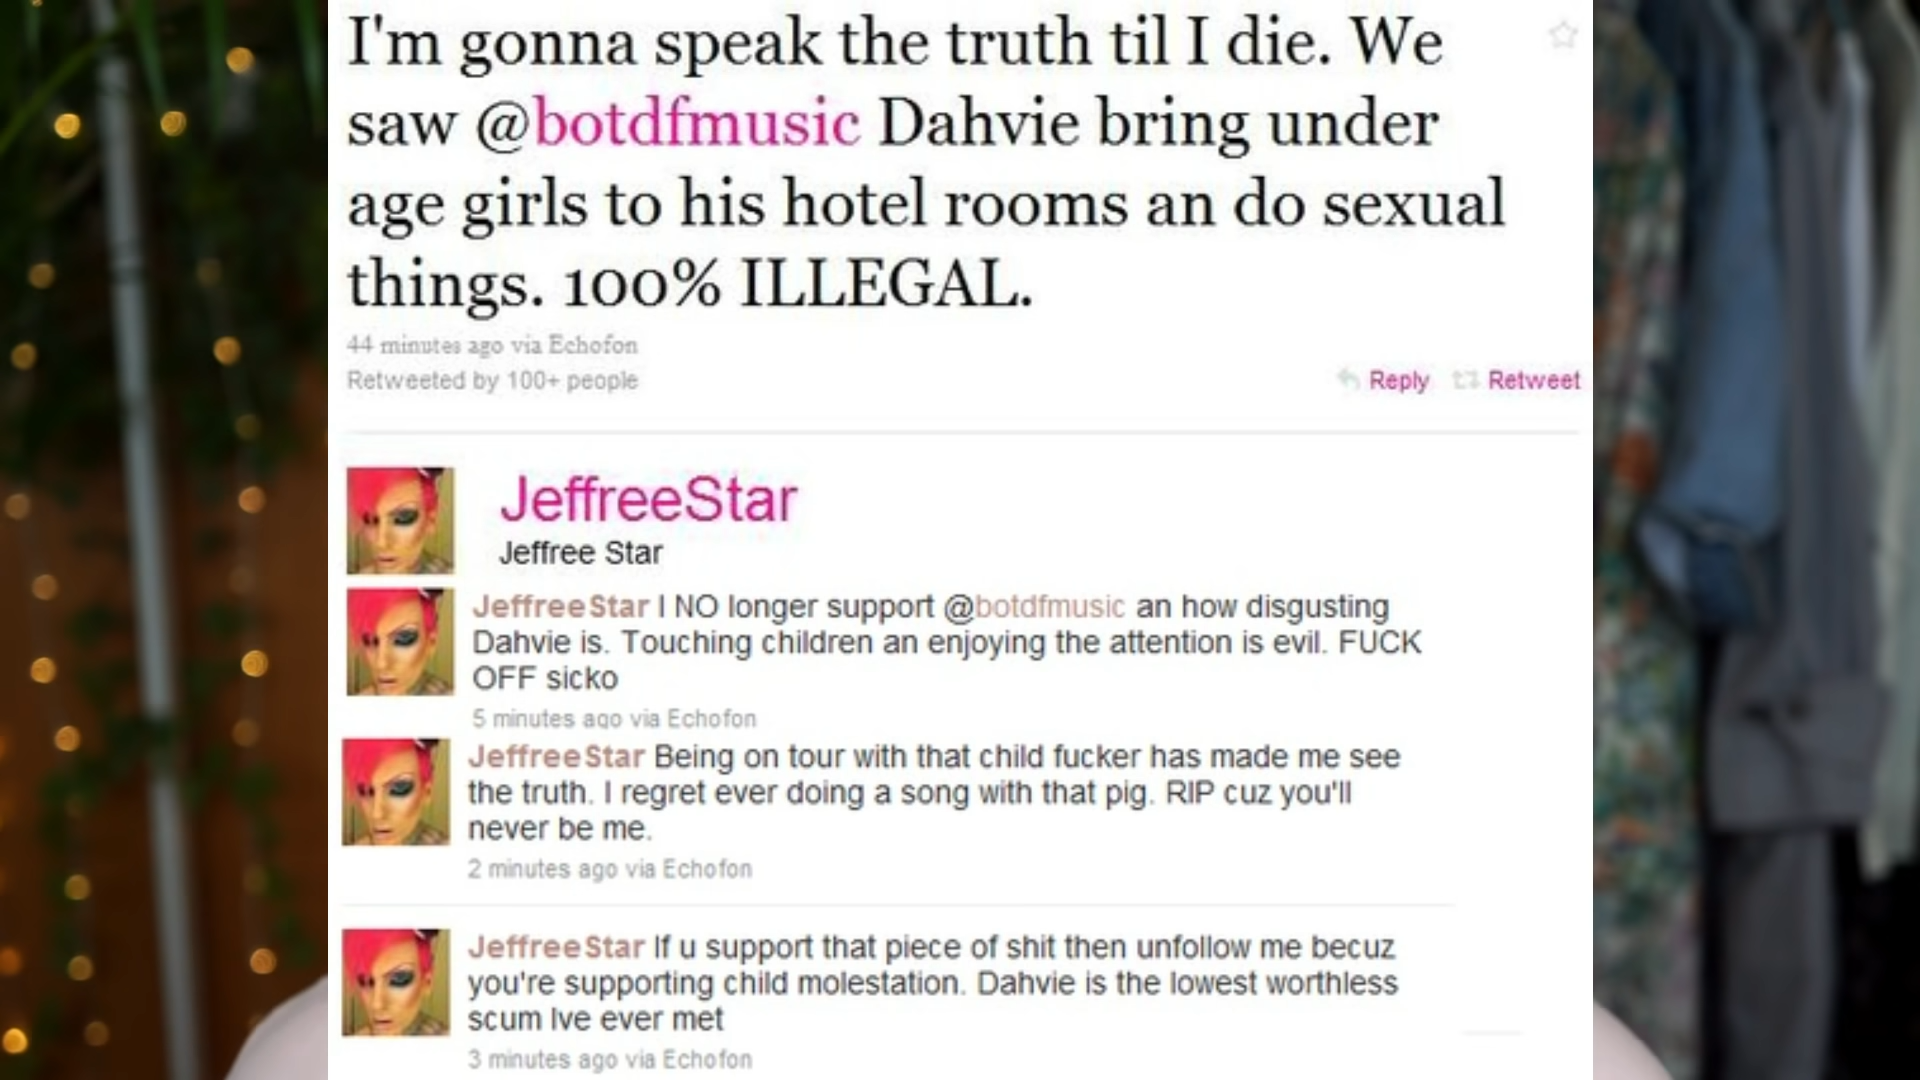 I'm gonna speak the truth til I die. We
saw @botdfmusic Dahvie bring under
age girls to his hotel rooms an do sexual
things. 100% ILLEGAL.
44 minutes ago via Echofon
Retweeted by 100+ people
Reply Retweet
JeffreeStar
Jeffree Star
JeffreeStar I NO longer support @botdfmusic an how disgusting
Dahvie is. Touching children an enjoying the attention is evil. FUCK
OFF sicko
5 minutes ago via Echofon
JeffreeStar Being on tour with that child fucker has made me see
the truth. I regret ever doing a song with that pig. RIP cuz you'll
never be me.
2 minutes ago via Echofon
JeffreeStar If u support that piece of shit then unfollow me becuz
you're supporting child molestation. Dahvie is the lowest worthless
scum Ive ever met
3 minutes ago via Echofon